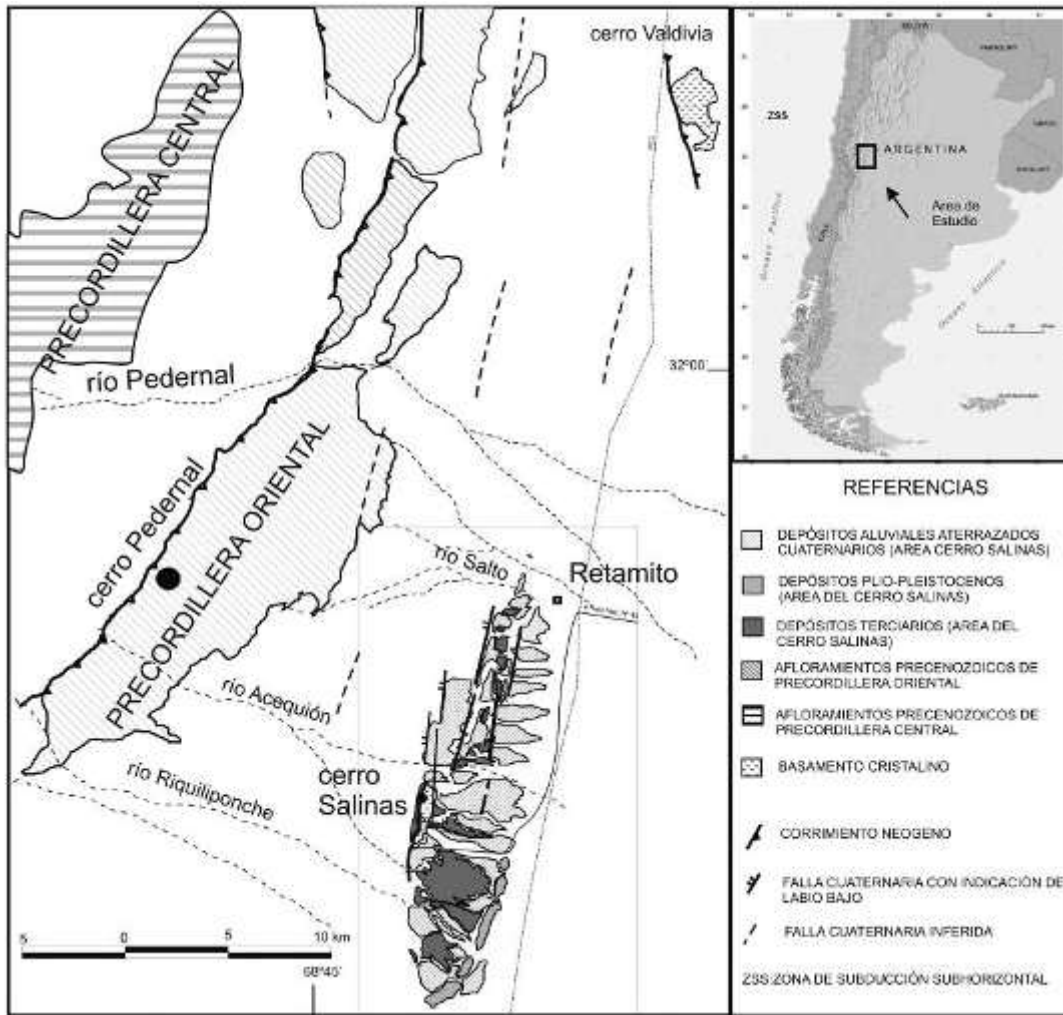 cerro Valdivia
PRECORDILLERA CENTRAL
río Pedernal
32°00´
cerro Pedernal
PRECORDILLERA ORIENTAL
río Salto
Retamito
río Acequión
cerro
Salinas
río Riquiliponche
5 0 5 10 km
68°45´
ZSS
ARGENTINA
Area de
Estudio
REFERENCIAS
DEPÓSITOS ALUVIALES ATERRAZADOS
CUATERNARIOS (AREA CERRO SALINAS)
DEPÓSITOS PLIO-PLEISTOCENOS
(AREA DEL CERRO SALINAS)
DEPÓSITOS TERCIARIOS (AREA DEL
CERRO SALINAS)
AFLORAMIENTOS PRECENOZOICOS DE
PRECORDILLERA ORIENTAL
AFLORAMIENTOS PRECENOZOICOS DE
PRECORDILLERA CENTRAL
BASAMENTO CRISTALINO
CORRIMIENTO NEOGENO
FALLA CUATERNARIA CON INDICACIÓN DE
LABIO BAJO
FALLA CUATERNARIA INFERIDA
ZSS:ZONA DE SUBDUCCIÓN SUBHORIZONTAL